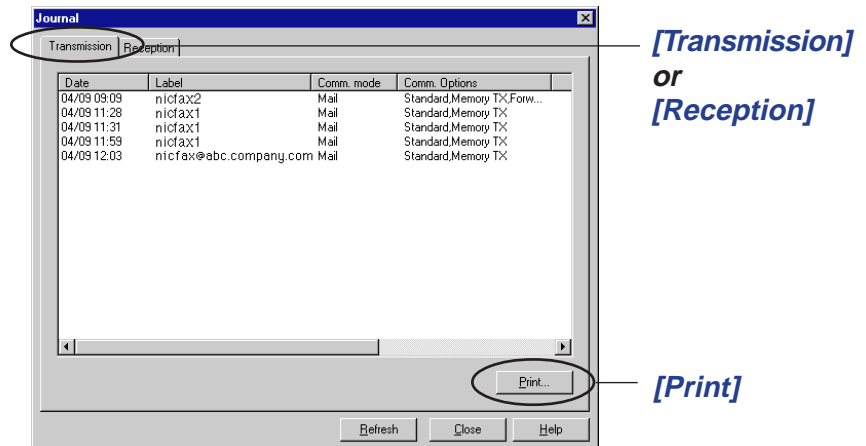 Journal
Transmission Reception
[Transmission]
or
[Reception]
Date Label Comm. mode Comm. Options
04/09 09:09 nicfax2 Mail Standard,Memory TX,Forw...
04/09 11:28 nicfax1 Mail Standard,Memory TX
04/09 11:31 nicfax1 Mail Standard,Memory TX
04/09 11:59 nicfax1 Mail Standard,Memory TX
04/09 12:03 nicfax@abc.company.com Mail Standard,Memory TX
Print...
[Print]
Refresh Close Help